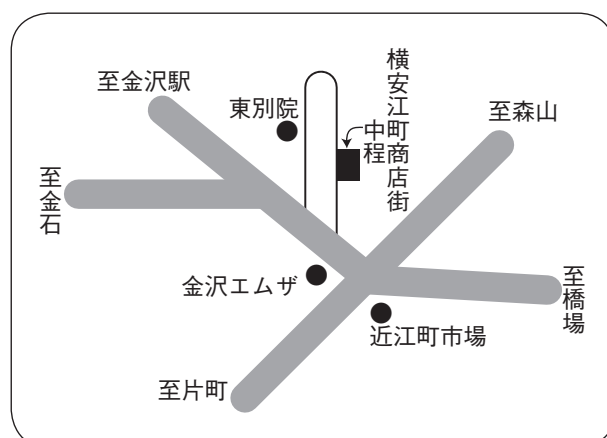 至金沢駅
東別院
横安江町商店街
中程
至森山
至金石
金沢エムザ
近江町市場
至橋場
至片町